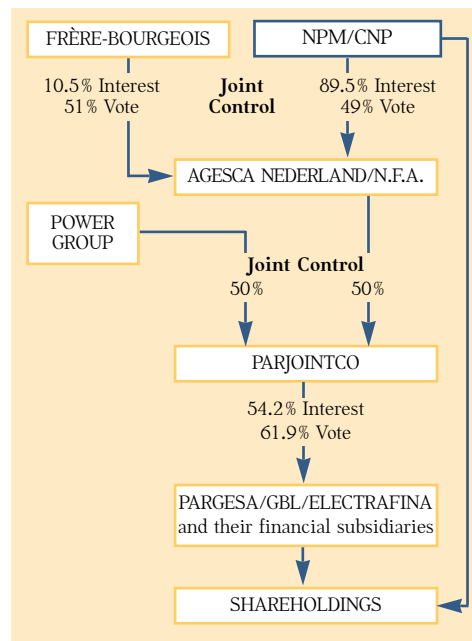 FRÈRE-BOURGEOIS
NPM/CNP
10.5% Interest
51% Vote
Joint
Control
89.5% Interest
49% Vote
AGESCA NEDERLAND/N.F.A.
POWER
GROUP
Joint Control
50%
50%
PARJOINTCO
54.2% Interest
61.9% Vote
PARGESA/GBL/ELECTRAFINA
and their financial subsidiaries
SHAREHOLDINGS